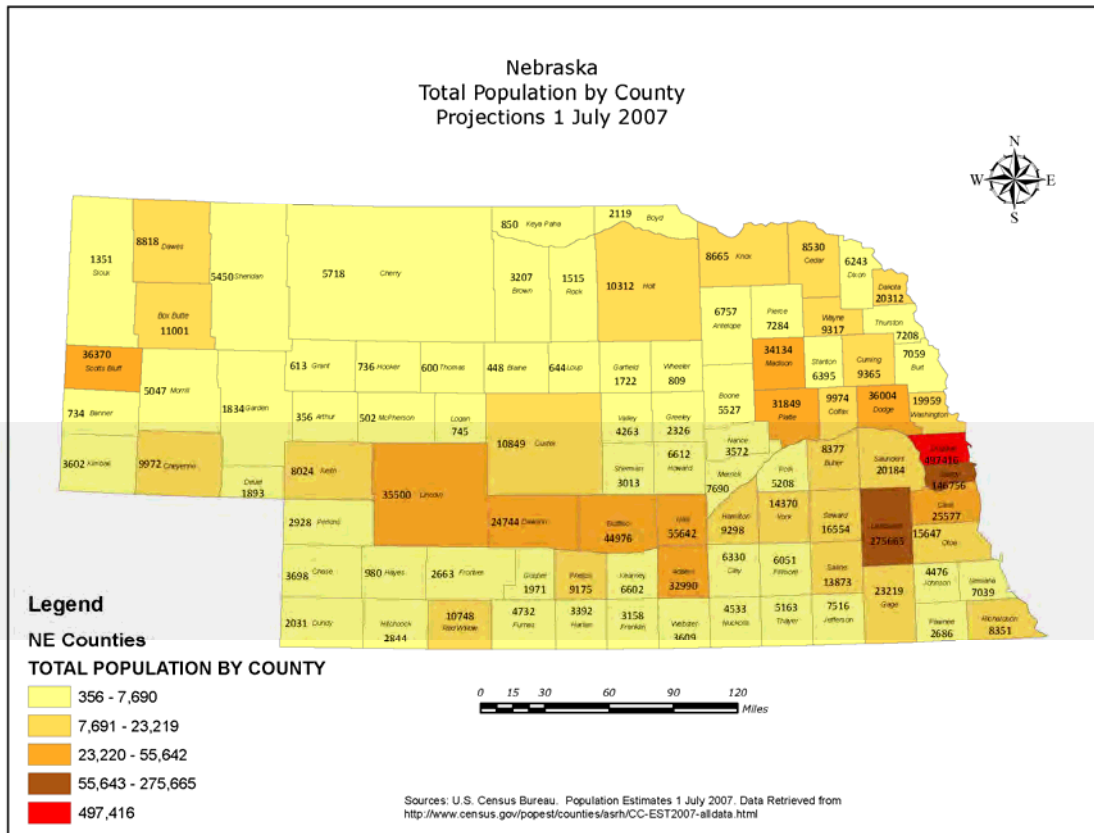 Nebraska
Total Population by County
Projections 1 July 2007
N
W E
S
2119 Boyd
850 Keya Paha
8818 Dawes
1351
Sioux
5450 Sheridan
5718 Cherry
3207
Brown
1515
Rock
10312 Holt
8665 Knox
8530
Cedar
6243
Dixon
Dakota
20312
Box Butte
11001
6757
Antelope
Pierce
7284
Wayne
9317
Thurston
7208
36370
Scotts Bluff
5047 Morrill
1834 Garden
613 Grant
736 Hooker
600 Thomas
448 Blaine
644 Loup
Garfield
1722
Wheeler
809
34134
Madison
Stanton
6395
Cuming
9365
7059
Burt
734 Banner
356 Arthur
502 McPherson
Logan
745
10849 Custer
Valley
4263
Greeley
2326
Boone
5527
31849
Platte
9974
Colfax
36004
Dodge
19959
Washington
3602 Kimball
9972 Cheyenne
Deuel
1893
8024 Keith
35500 Lincoln
Sherman
3013
6612
Howard
Nance
3572
Merrick
7690
Polk
5208
8377
Butler
Saunders
20184
Douglas
497416
Sarpy
146756
2928 Perkins
24744 Dawson
Buffalo
44976
Hall
55642
Hamilton
9298
14370
York
Seward
16554
Lancaster
275665
Cass
25577
15647
Otoe
3698 Chase
980 Hayes
2663 Frontier
Gosper
1971
Phelps
9175
Kearney
6602
Adams
32990
6330
Clay
6051
Fillmore
Saline
13873
23219
Gage
4476
Johnson
Nemaha
7039
2031 Dundy
Hitchcock
2844
10748
Red Willow
4732
Furnas
3392
Harlan
3158
Franklin
Webster
3609
4533
Nuckolls
5163
Thayer
7516
Jefferson
Pawnee
2686
Richardson
8351
Legend
NE Counties
TOTAL POPULATION BY COUNTY
356 - 7,690
7,691 - 23,219
23,220 - 55,642
55,643 - 275,665
497,416
0 15 30 60 90 120
Miles
Sources: U.S. Census Bureau. Population Estimates 1 July 2007. Data Retrieved from
http://www.census.gov/popest/counties/asrh/CC-EST2007-alldata.html